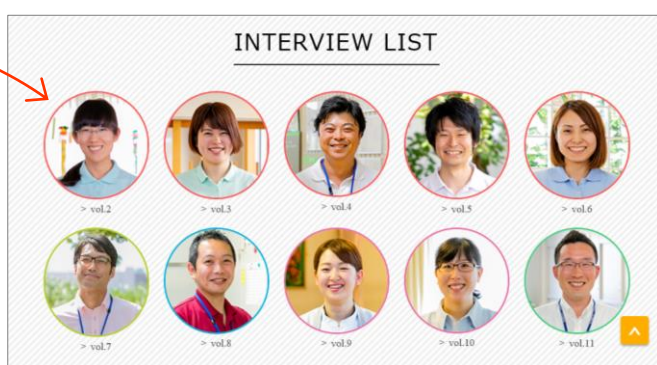 INTERVIEW LIST
> vol.2 > vol.3 > vol.4 > vol.5 > vol.6
> vol.7 > vol.8 > vol.9 > vol.10 > vol.11